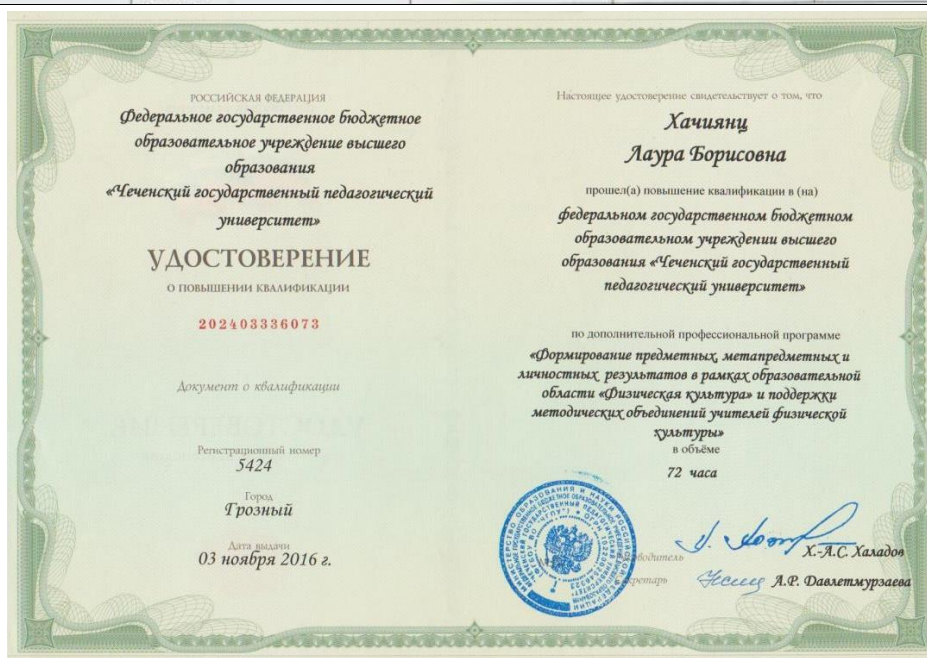 РОССИЙСКАЯ ФЕДЕРАЦИЯ
Федеральное государственное бюджетное
образовательное учреждение высшего
образования
«Чеченский государственный педагогический
университет»
УДОСТОВЕРЕНИЕ
О ПОВЫШЕНИИ КВАЛИФИКАЦИИ
202403336073
Документ о квалификации
Регистрационный номер
5424
Город
Грозный
Дата выдачи
03 ноября 2016 г.
Настоящее удостоверение свидетельствует о том, что
Хачиянц
Лаура Борисовна
прошел(а) повышение квалификации в (на)
федеральном государственном бюджетном
образовательном учреждении высшего
образования «Чеченский государственный
педагогический университет»
по дополнительной профессиональной программе
«Формирование предметных, метапредметных и
личностных результатов в рамках образовательной
области «Физическая культура» и поддержки
методических объединений учителей физической
культуры»
в объёме
72 часа
Руководитель Х.-А.С. Халадов
Секретарь А.Р. Давлетмурзаева